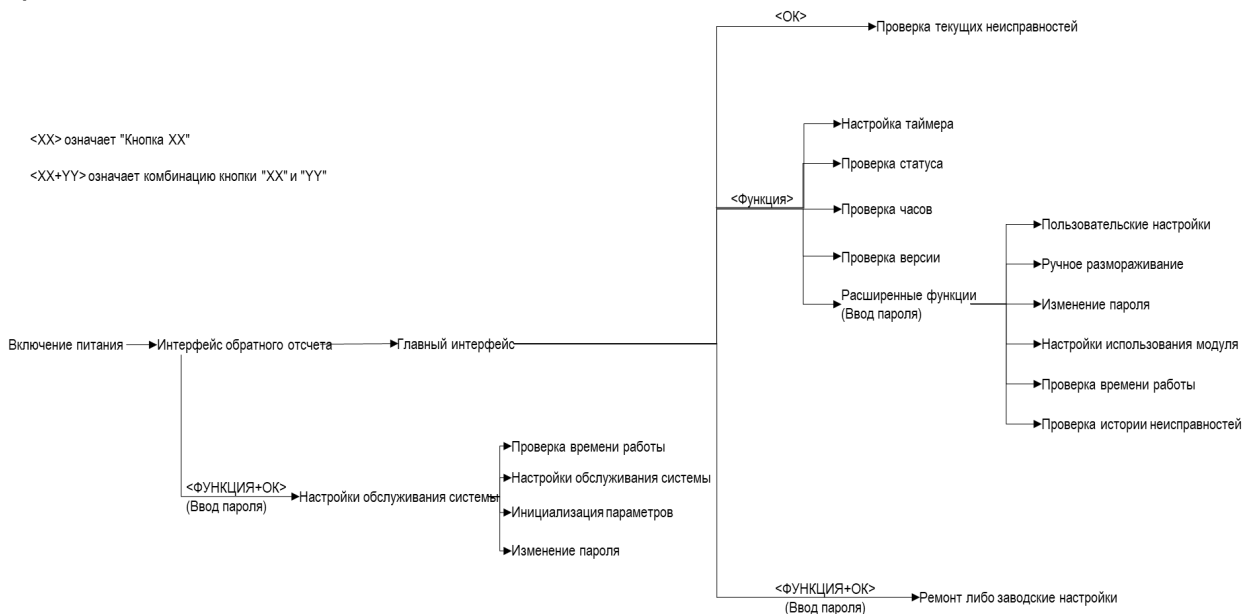 <ОК>
Проверка текущих неисправностей
<XX> означает "Кнопка XX"
<XX+YY> означает комбинацию кнопки "XX" и "YY"
<Функция>
Настройка таймера
Проверка статуса
Проверка часов
Проверка версии
Расширенные функции
(Ввод пароля)
Пользовательские настройки
Ручное размораживание
Изменение пароля
Настройки использования модуля
Проверка времени работы
Проверка истории неисправностей
Включение питания
Интерфейс обратного отсчета
Главный интерфейс
<ФУНКЦИЯ+ОК>
(Ввод пароля)
Настройки обслуживания системы
Проверка времени работы
Настройки обслуживания системы
Инициализация параметров
Изменение пароля
<ФУНКЦИЯ+ОК>
(Ввод пароля)
Ремонт либо заводские настройки